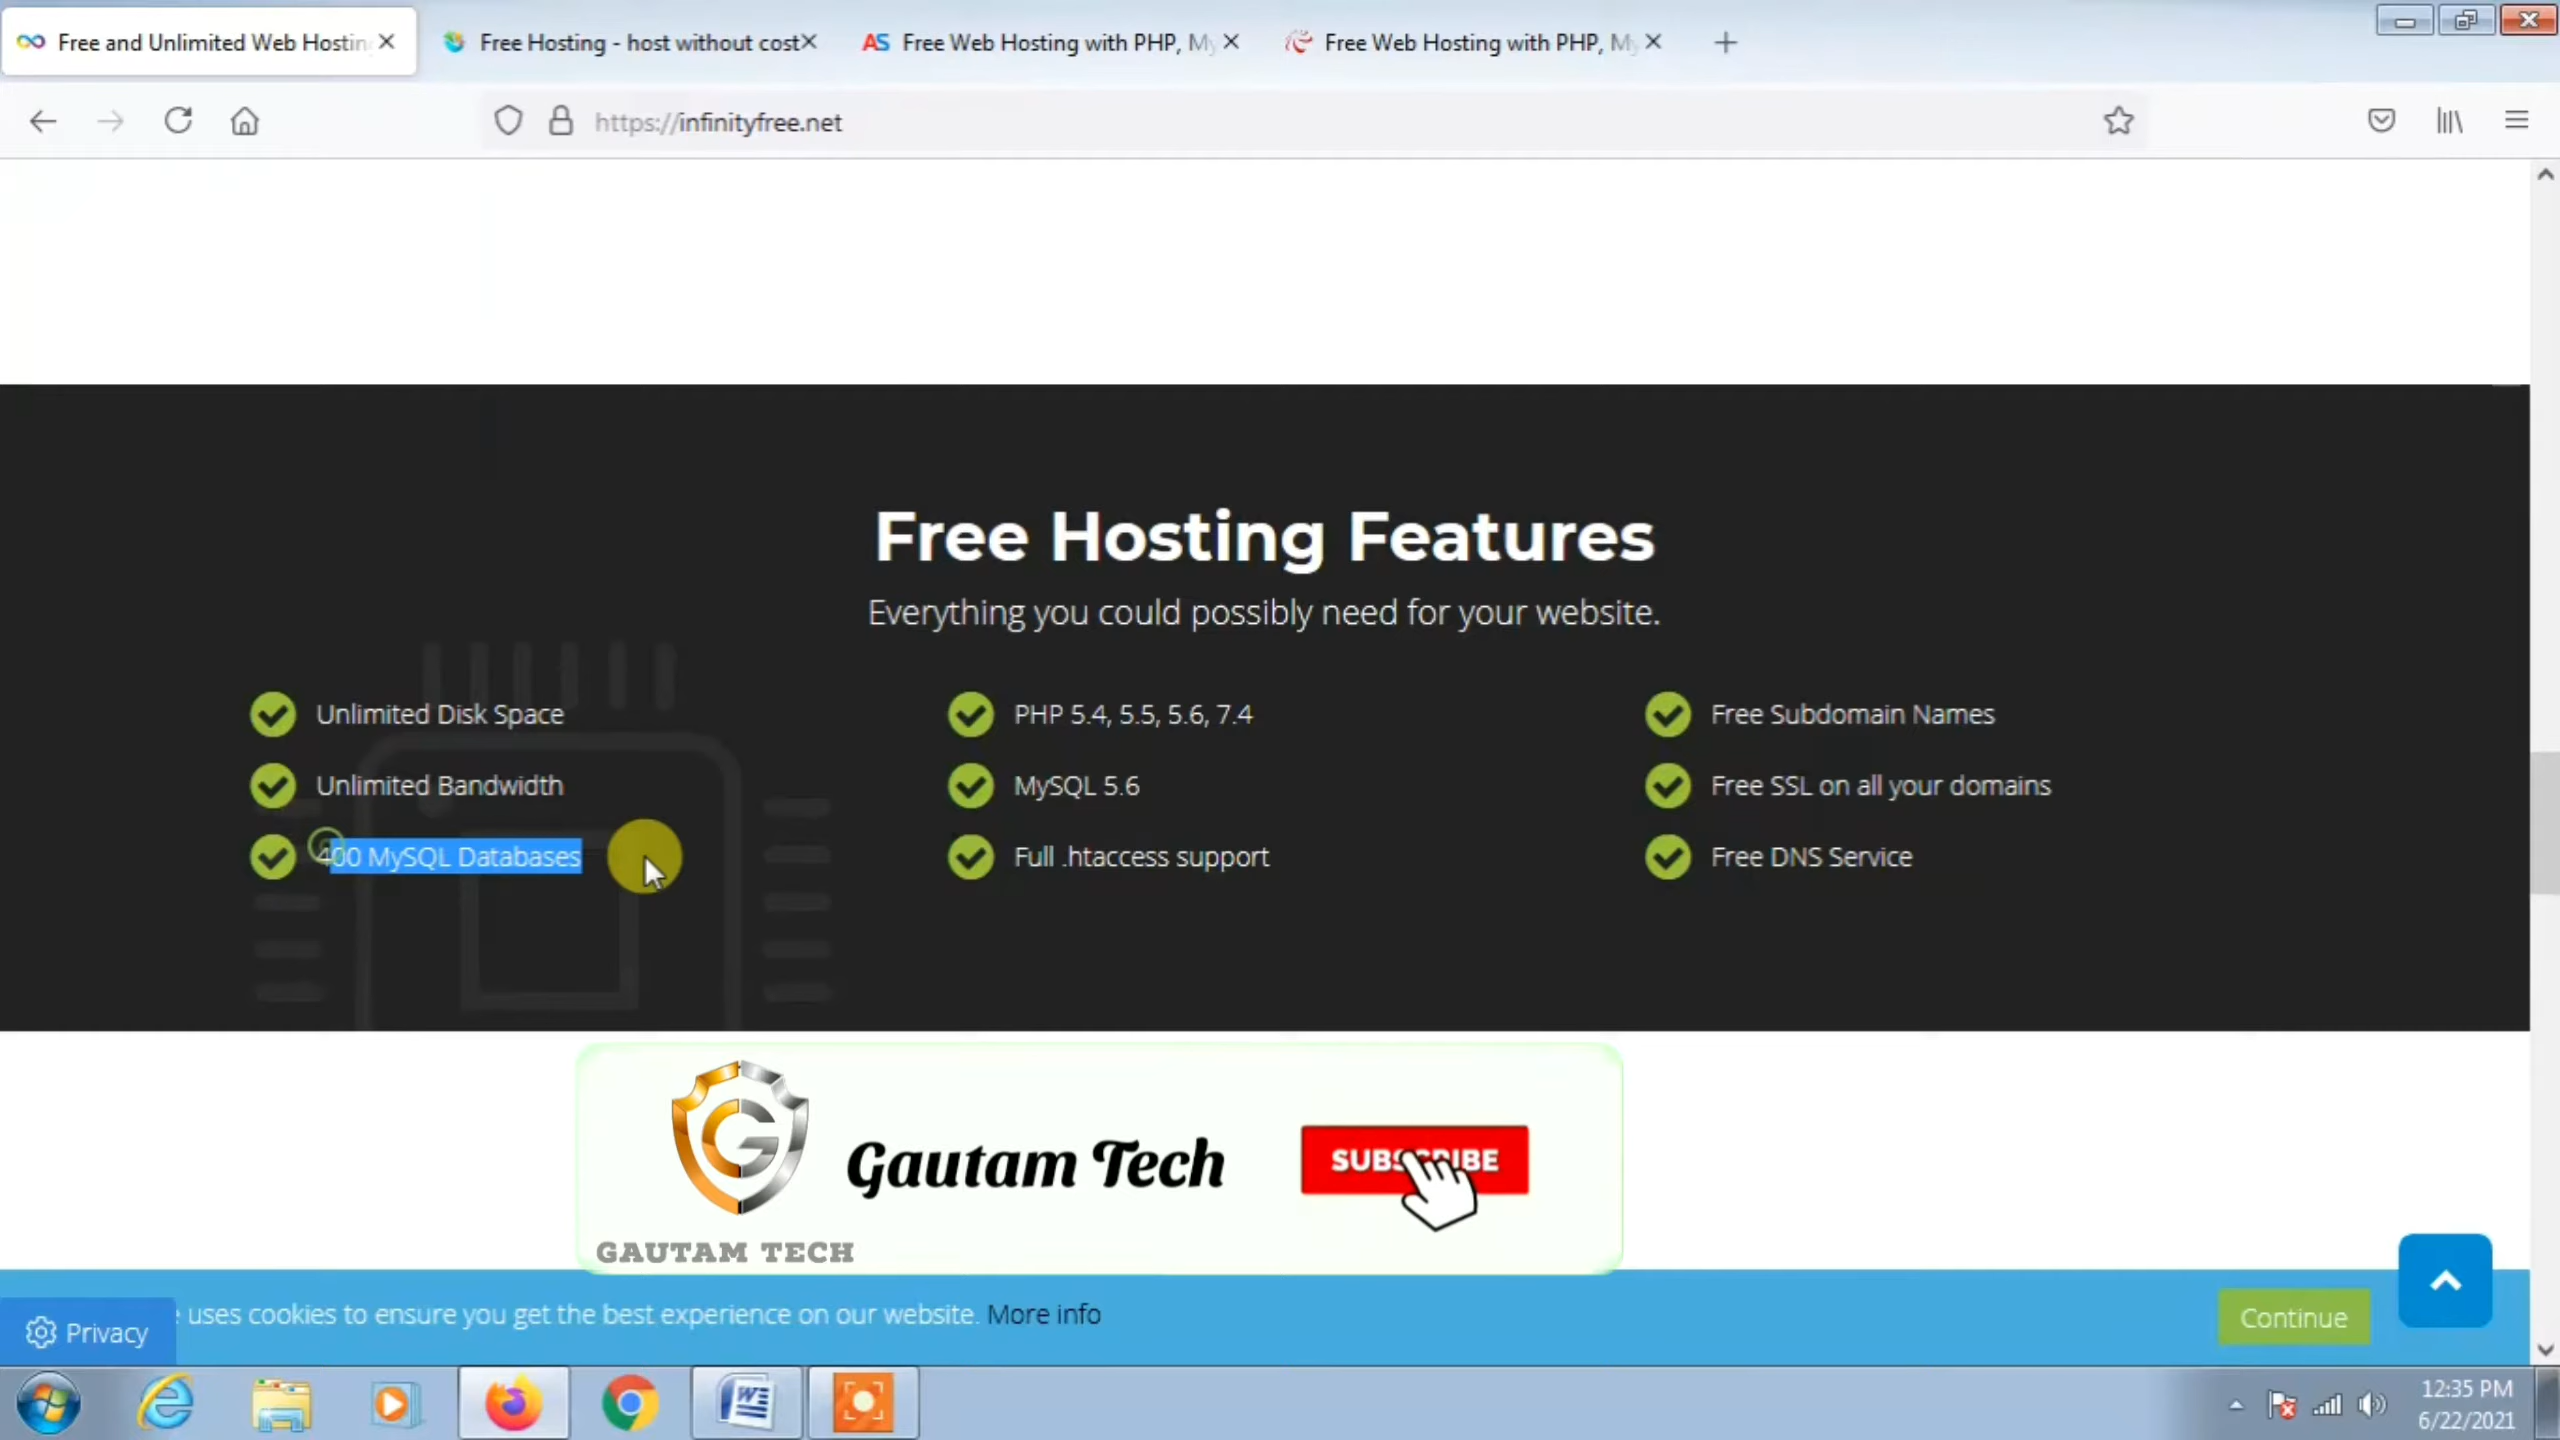 Free and Unlimited Web Hostin
Free Hosting - host without cost
AS Free Web Hosting with PHP, My
Free Web Hosting with PHP, My
https://infinityfree.net
Free Hosting Features
Everything you could possibly need for your website.
Unlimited Disk Space
PHP 5.4, 5.5, 5.6, 7.4
Free Subdomain Names
Unlimited Bandwidth
MySQL 5.6
Free SSL on all your domains
400 MySQL Databases
Full .htaccess support
Free DNS Service
Gautam Tech
SUBSCRIBE
GAUTAM TECH
uses cookies to ensure you get the best experience on our website. More info
Continue
Privacy
12:35 PM
6/22/2021